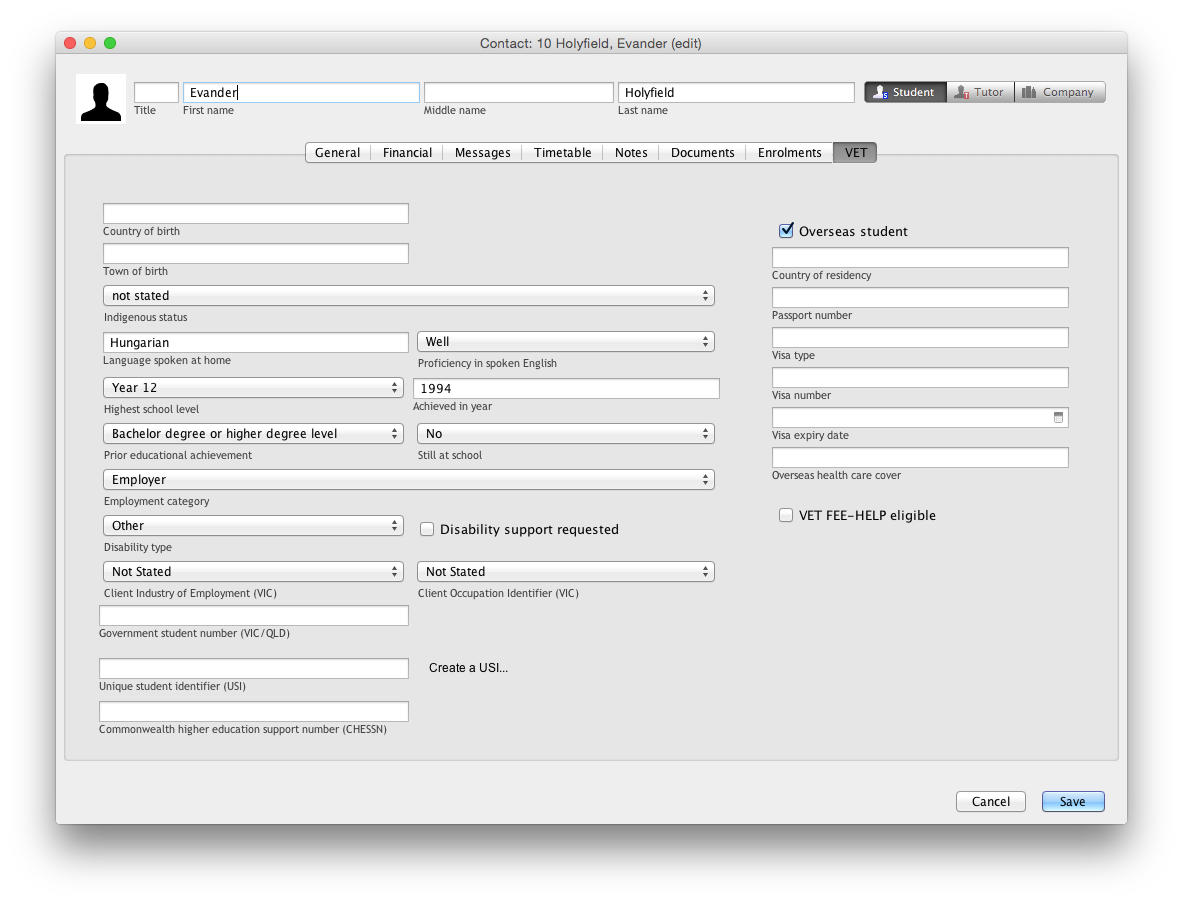 Contact: 10 Holyfield, Evander (edit)
Evander Holyfield Student Tutor Company
Title First name Middle name Last name
General Financial Messages Timetable Notes Documents Enrolments VET
Country of birth
Town of birth
not stated
Indigenous status
Hungarian Well
Language spoken at home Proficiency in spoken English
Year 12 1994
Highest school level Achieved in year
Bachelor degree or higher degree level No
Prior educational achievement Still at school
Employer
Employment category
Other Disability support requested
Disability type
Not Stated Not Stated
Client Industry of Employment (VIC) Client Occupation Identifier (VIC)
Government student number (VIC/QLD)
Create a USI...
Unique student identifier (USI)
Commonwealth higher education support number (CHESSN)
Overseas student
Country of residency
Passport number
Visa type
Visa number
Visa expiry date
Overseas health care cover
VET FEE-HELP eligible
Cancel Save